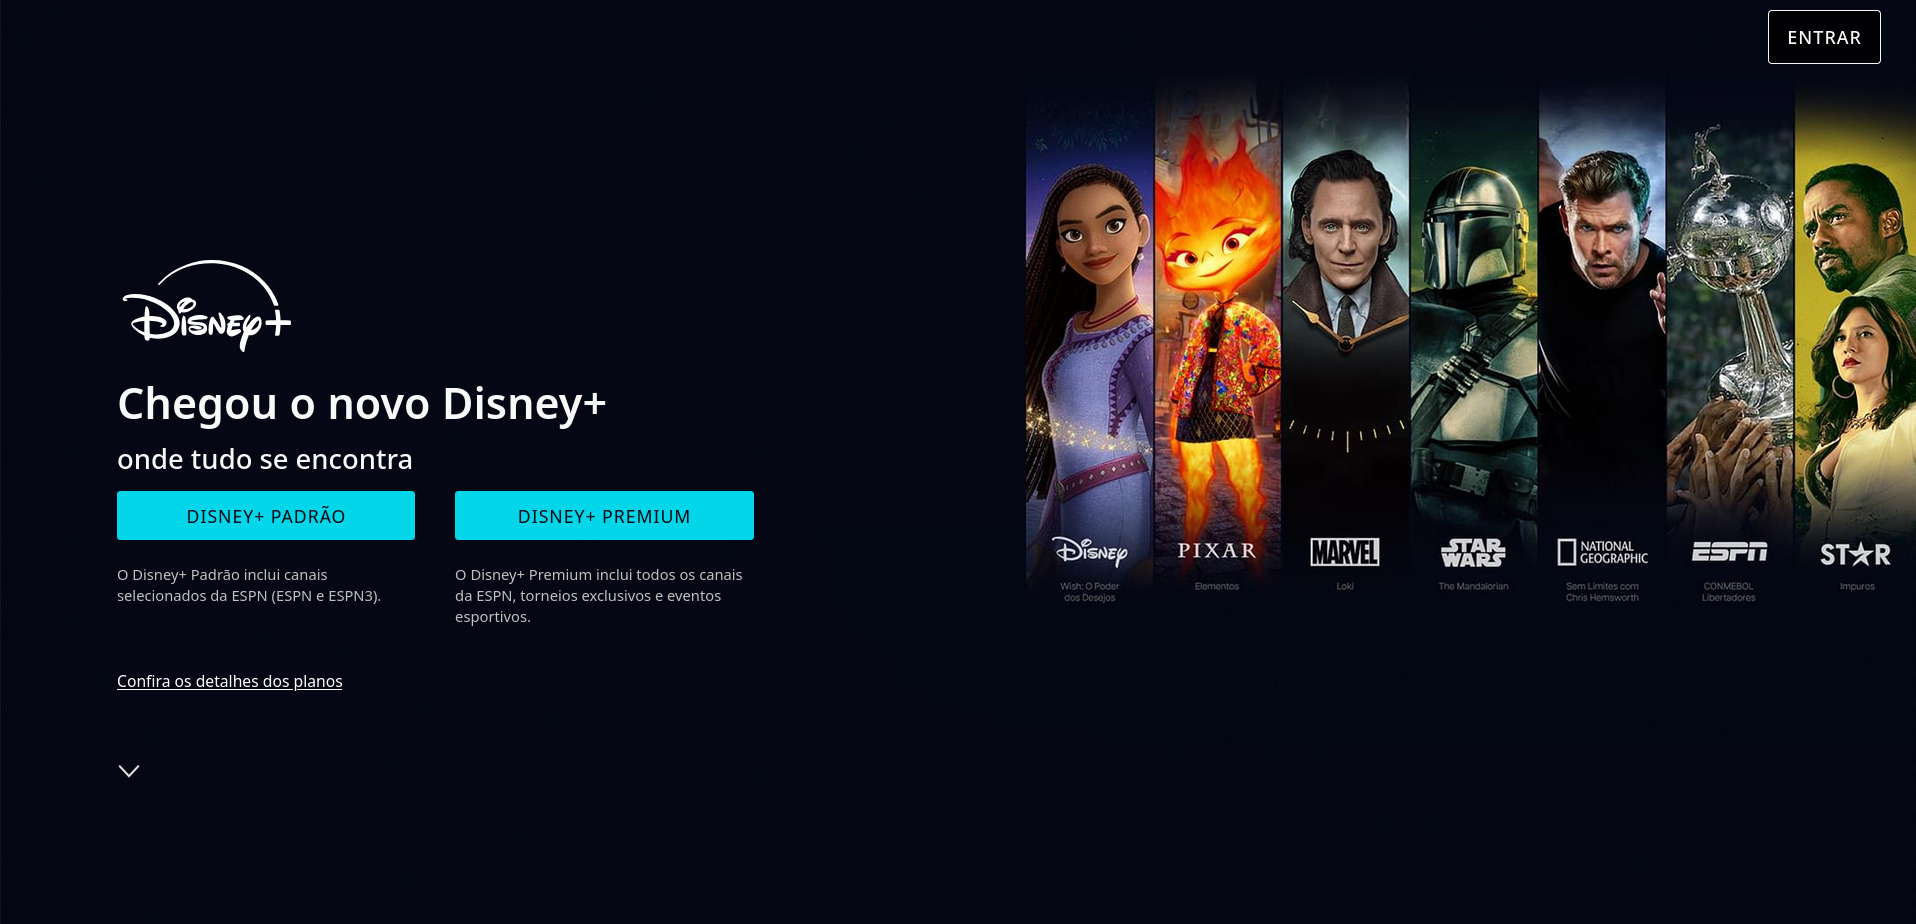 ENTRAR
Disney+
Chegou o novo Disney+
onde tudo se encontra
DISNEY+ PADRÃO
DISNEY+ PREMIUM
O Disney+ Padrão inclui canais
selecionados da ESPN (ESPN e ESPN3).
O Disney+ Premium inclui todos os canais
da ESPN, torneios exclusivos e eventos
esportivos.
Confira os detalhes dos planos
Disney
Wish: O Poder
dos Desejos
PIXAR
Elementos
MARVEL
Loki
STAR
WARS
The Mandalorian
NATIONAL
GEOGRAPHIC
Sem Limites com
Chris Hemsworth
ESPN
CONMEBOL
Libertadores
STAR
Impuros